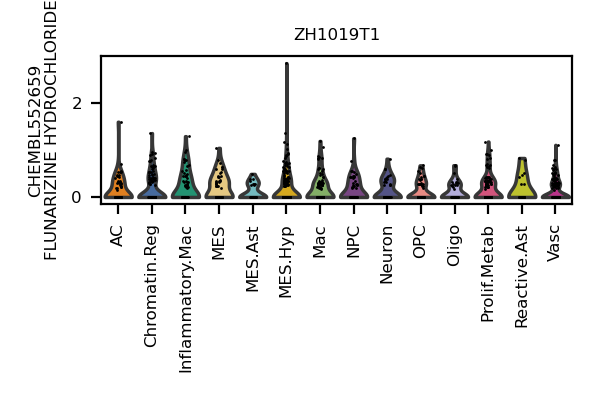 ZH1019T1
CHEMBL552659
FLUNARIZINE HYDROCHLORIDE
2
0
AC
Chromatin.Reg
Inflammatory.Mac
MES
MES.Ast
MES.Hyp
Mac
NPC
Neuron
OPC
Oligo
Prolif.Metab
Reactive.Ast
Vasc